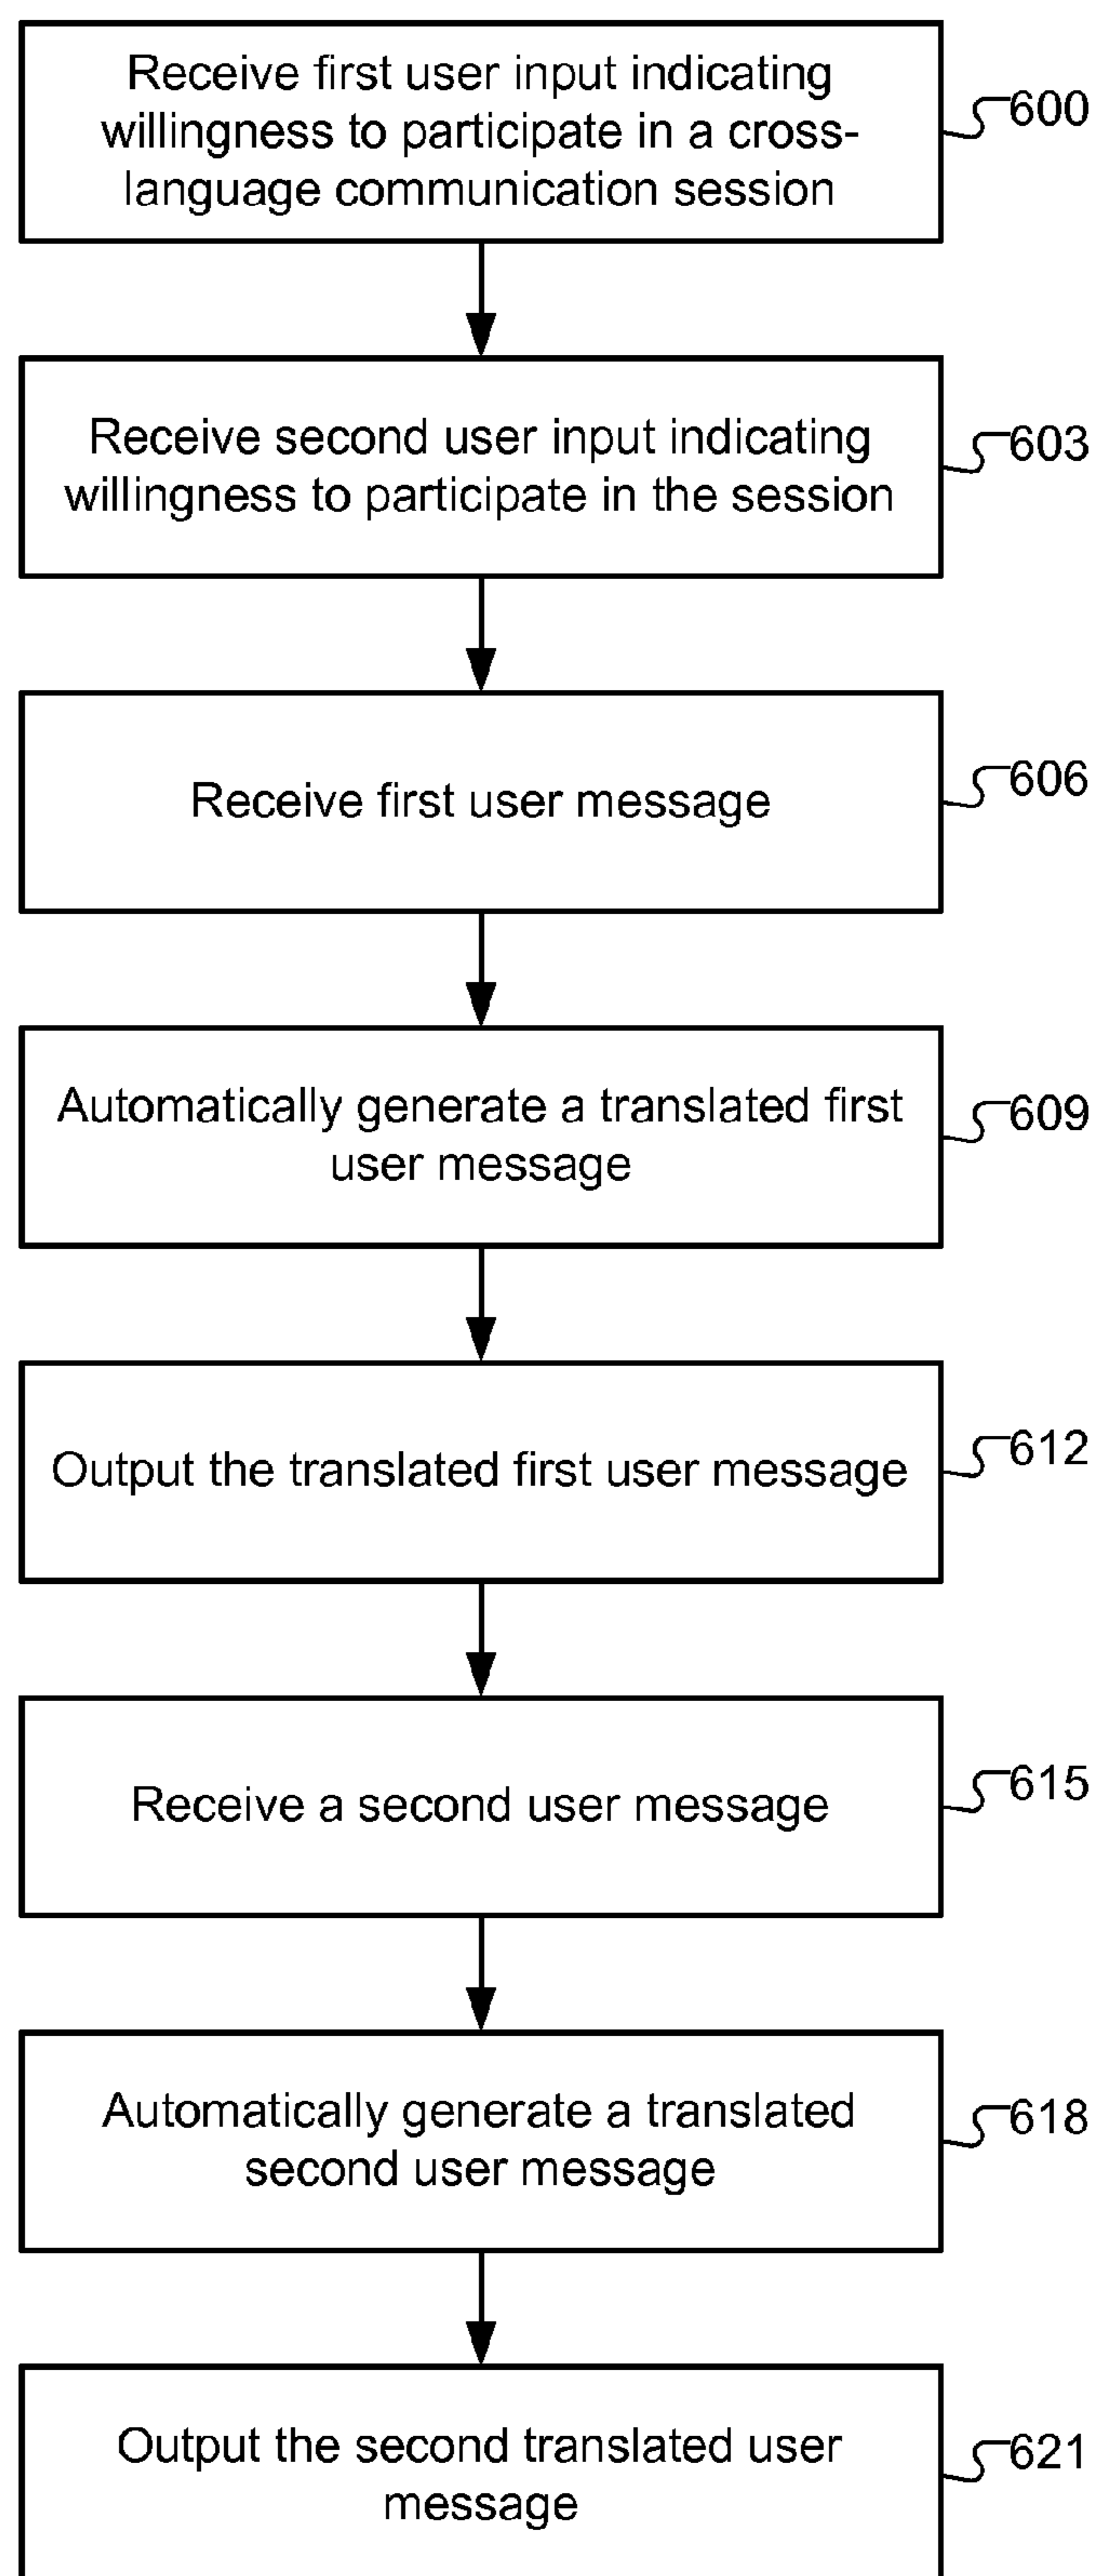 Receive first user input indicating
willingness to participate in a cross-
language communication session
600
Receive second user input indicating
willingness to participate in the session
603
Receive first user message
606
Automatically generate a translated first
user message
609
Output the translated first user message
612
Receive a second user message
615
Automatically generate a translated
second user message
618
Output the second translated user
message
621